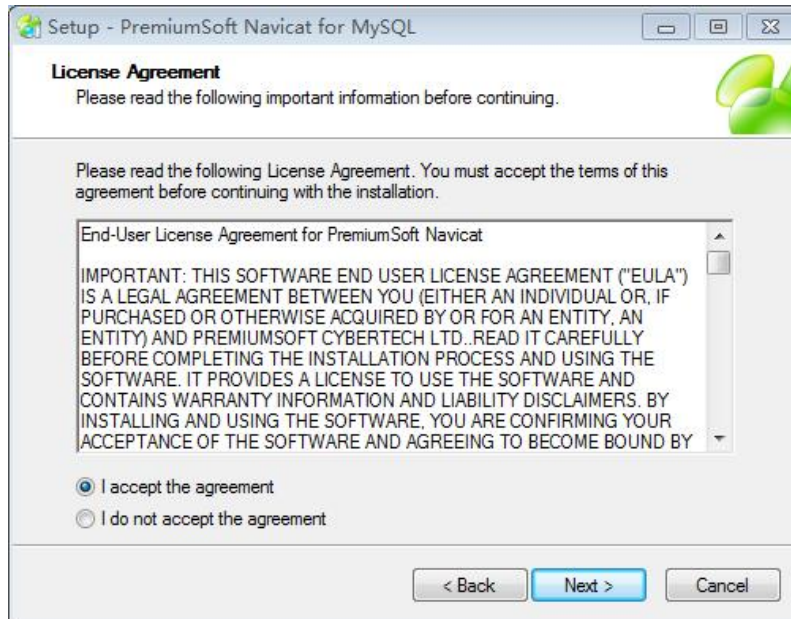 Setup - PremiumSoft Navicat for MySQL
License Agreement
Please read the following important information before continuing.
Please read the following License Agreement. You must accept the terms of this
agreement before continuing with the installation.
End-User License Agreement for PremiumSoft Navicat
IMPORTANT: THIS SOFTWARE END USER LICENSE AGREEMENT ("EULA")
IS A LEGAL AGREEMENT BETWEEN YOU (EITHER AN INDIVIDUAL OR, IF
PURCHASED OR OTHERWISE ACQUIRED BY OR FOR AN ENTITY, AN
ENTITY) AND PREMIUMSOFT CYBERTECH LTD..READ IT CAREFULLY
BEFORE COMPLETING THE INSTALLATION PROCESS AND USING THE
SOFTWARE. IT PROVIDES A LICENSE TO USE THE SOFTWARE AND
CONTAINS WARRANTY INFORMATION AND LIABILITY DISCLAIMERS. BY
INSTALLING AND USING THE SOFTWARE, YOU ARE CONFIRMING YOUR
ACCEPTANCE OF THE SOFTWARE AND AGREEING TO BECOME BOUND BY
I accept the agreement
I do not accept the agreement
< Back Next > Cancel